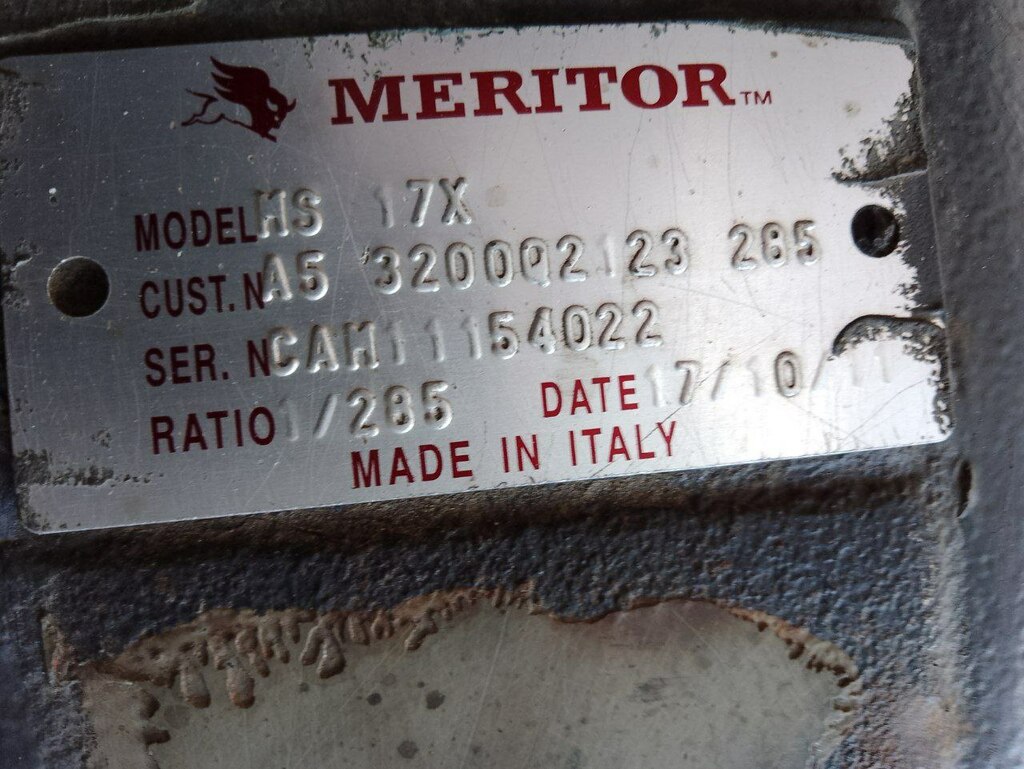 MERITOR™
MODEL MS 17X
CUST. N A5 3200Q2123 285
SER. N CAM11154022
RATIO 1/285 DATE 17/10/11
MADE IN ITALY